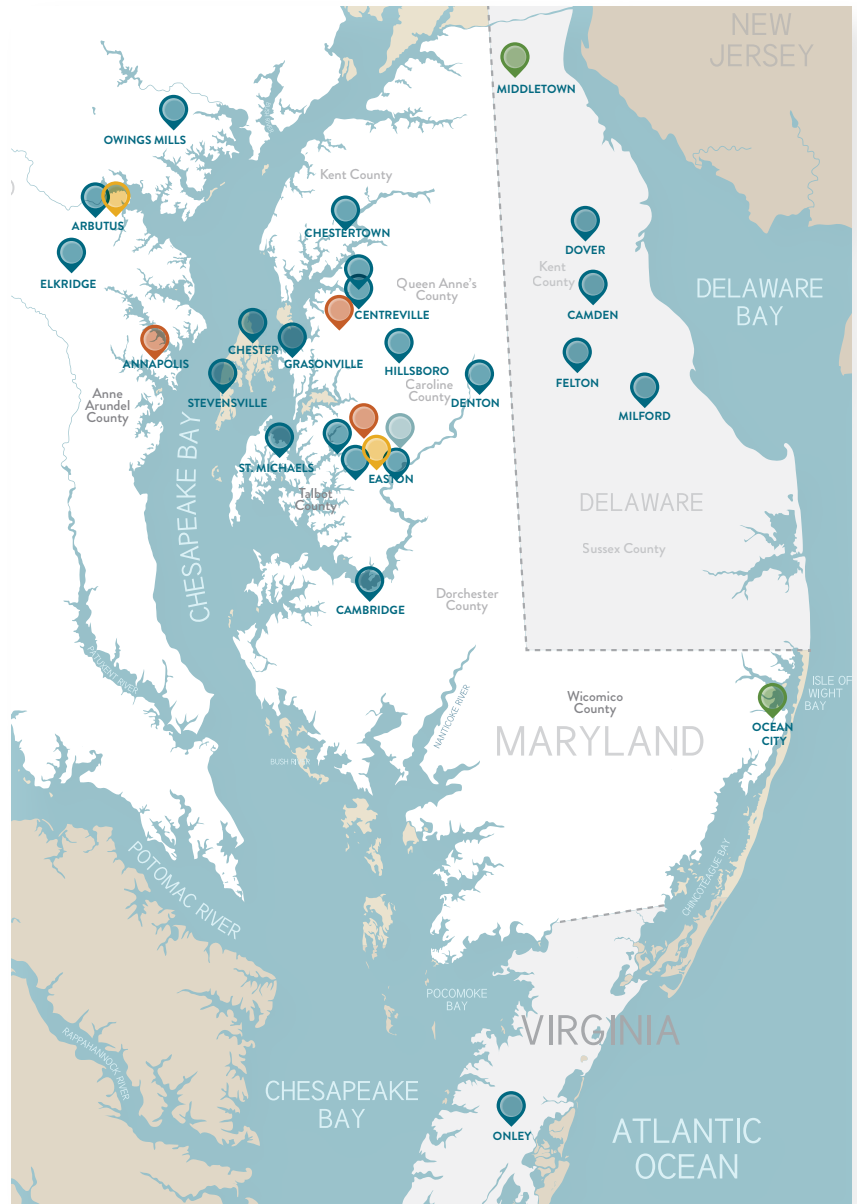 NEW
JERSEY
MIDDLETOWN
OWINGS MILLS
Kent County
ARBUTUS
CHESTERTOWN
DOVER
ELKRIDGE
Kent
County
Queen Anne's
County
DELAWARE
BAY
CENTREVILLE
CAMDEN
CHESTER
GRASONVILLE
ANNAPOLIS
HILLSBORO
FELTON
Caroline
County
Anne
Arundel
County
STEVENSVILLE
DENTON
MILFORD
CHESAPEAKE BAY
ST. MICHAELS
EASTON
Talbot
County
DELAWARE
Sussex County
CAMBRIDGE
Dorchester
County
PATUXENT RIVER
NANTICOKE RIVER
ISLE OF
WIGHT
BAY
Wicomico
County
OCEAN
CITY
MARYLAND
BUSH RIVER
POTOMAC RIVER
CHINCOTEAGUE BAY
POCOMOKE
BAY
VIRGINIA
RAPPAHANNOCK RIVER
CHESAPEAKE
BAY
ONLEY
ATLANTIC
OCEAN